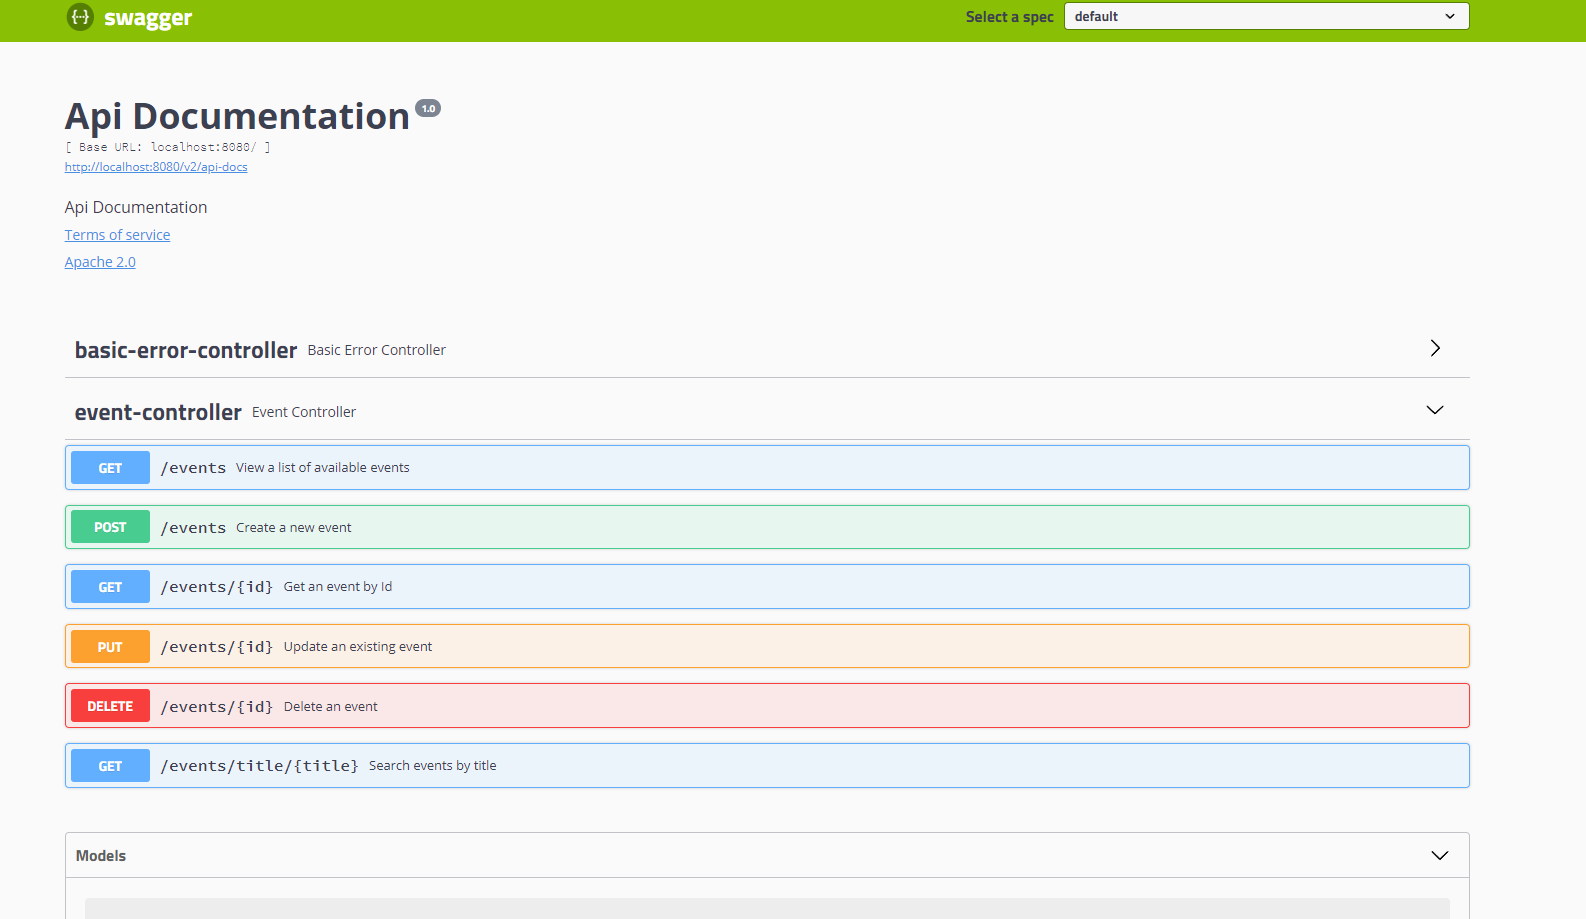 {···} swagger
Select a spec default
Api Documentation 1.0
[ Base URL: localhost:8080/ ]
http://localhost:8080/v2/api-docs
Api Documentation
Terms of service
Apache 2.0
basic-error-controller Basic Error Controller
event-controller Event Controller
GET /events View a list of available events
POST /events Create a new event
GET /events/{id} Get an event by Id
PUT /events/{id} Update an existing event
DELETE /events/{id} Delete an event
GET /events/title/{title} Search events by title
Models